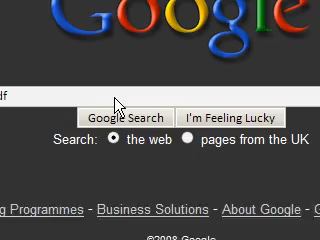 Google
df
Google Search I'm Feeling Lucky
Search: the web pages from the UK
g Programmes - Business Solutions - About Google - G
©2008 Google